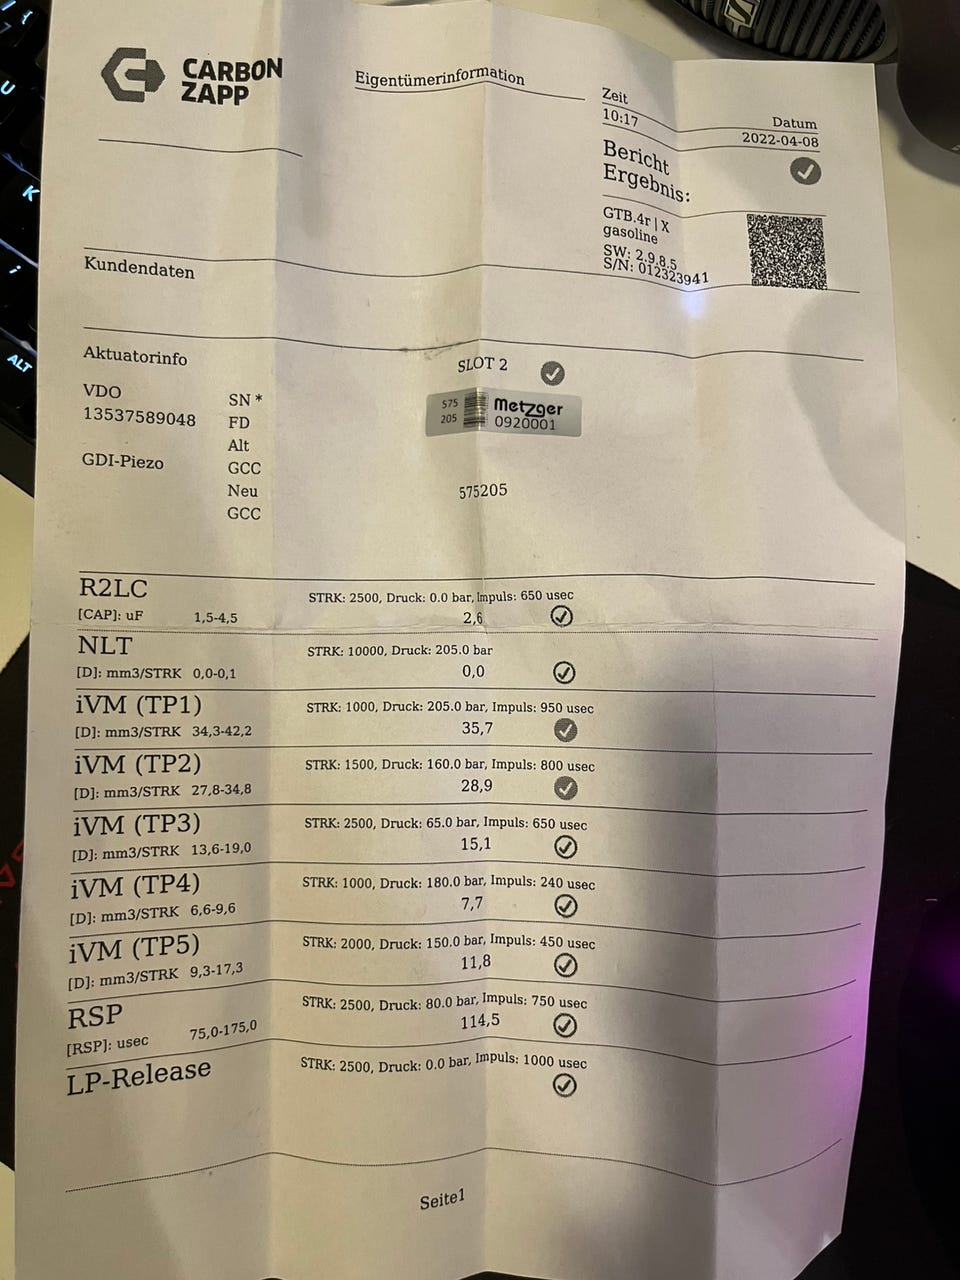 CARBON
ZAPP
Eigentümerinformation
Zeit
10:17
Datum
2022-04-08
Bericht
Ergebnis:
GTB.4r | X
gasoline
SW: 2.9.8.5
S/N: 012323941
Kundendaten
Aktuatorinfo
SLOT 2
VDO
13537589048
GDI-Piezo
SN *
FD
Alt
GCC
Neu
GCC
575
205
Metzger
0920001
575205
R2LC
STRK: 2500, Druck: 0.0 bar, Impuls: 650 usec
[CAP]: uF 1,5-4,5 2,6
NLT
STRK: 10000, Druck: 205.0 bar
[D]: mm3/STRK 0,0-0,1 0,0
iVM (TP1)
STRK: 1000, Druck: 205.0 bar, Impuls: 950 usec
[D]: mm3/STRK 34,3-42,2 35,7
iVM (TP2)
STRK: 1500, Druck: 160.0 bar, Impuls: 800 usec
[D]: mm3/STRK 27,8-34,8 28,9
iVM (TP3)
STRK: 2500, Druck: 65.0 bar, Impuls: 650 usec
[D]: mm3/STRK 13,6-19,0 15,1
iVM (TP4)
STRK: 1000, Druck: 180.0 bar, Impuls: 240 usec
[D]: mm3/STRK 6,6-9,6 7,7
iVM (TP5)
STRK: 2000, Druck: 150.0 bar, Impuls: 450 usec
[D]: mm3/STRK 9,3-17,3 11,8
RSP
STRK: 2500, Druck: 80.0 bar, Impuls: 750 usec
[RSP]: usec 75,0-175,0 114,5
LP-Release
STRK: 2500, Druck: 0.0 bar, Impuls: 1000 usec
Seite1
U
K
ALT